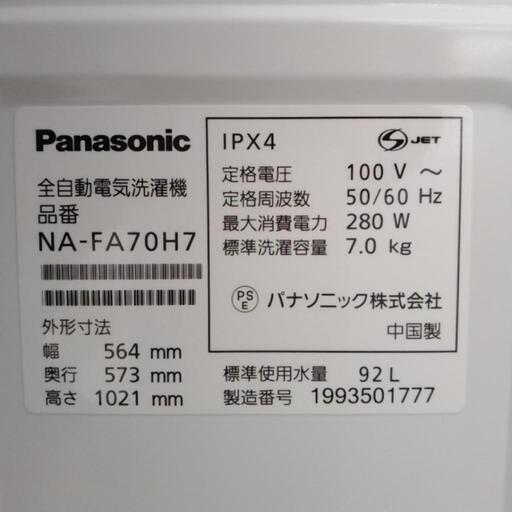 Panasonic
全自動電気洗濯機
品番
NA-FA70H7
外形寸法
幅 564 mm
奥行 573 mm
高さ 1021 mm
IPX4
S JET
定格電圧 100 V ～
定格周波数 50/60 Hz
最大消費電力 280 W
標準洗濯容量 7.0 kg
PS E パナソニック株式会社
中国製
標準使用水量 92 L
製造番号 1993501777